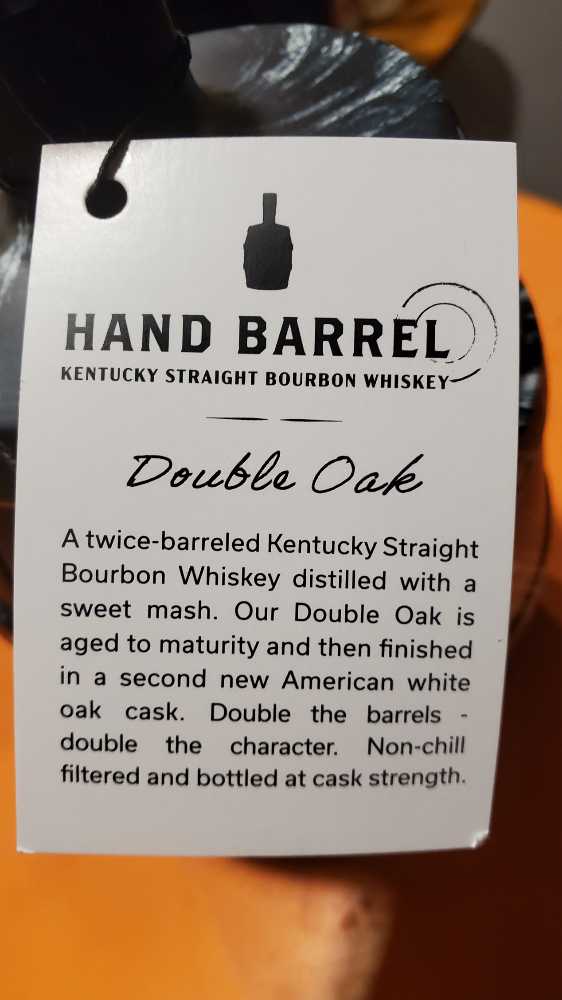 HAND BARREL
KENTUCKY STRAIGHT BOURBON WHISKEY
Double Oak
A twice-barreled Kentucky Straight
Bourbon Whiskey distilled with a
sweet mash. Our Double Oak is
aged to maturity and then finished
in a second new American white
oak cask. Double the barrels -
double the character. Non-chill
filtered and bottled at cask strength.